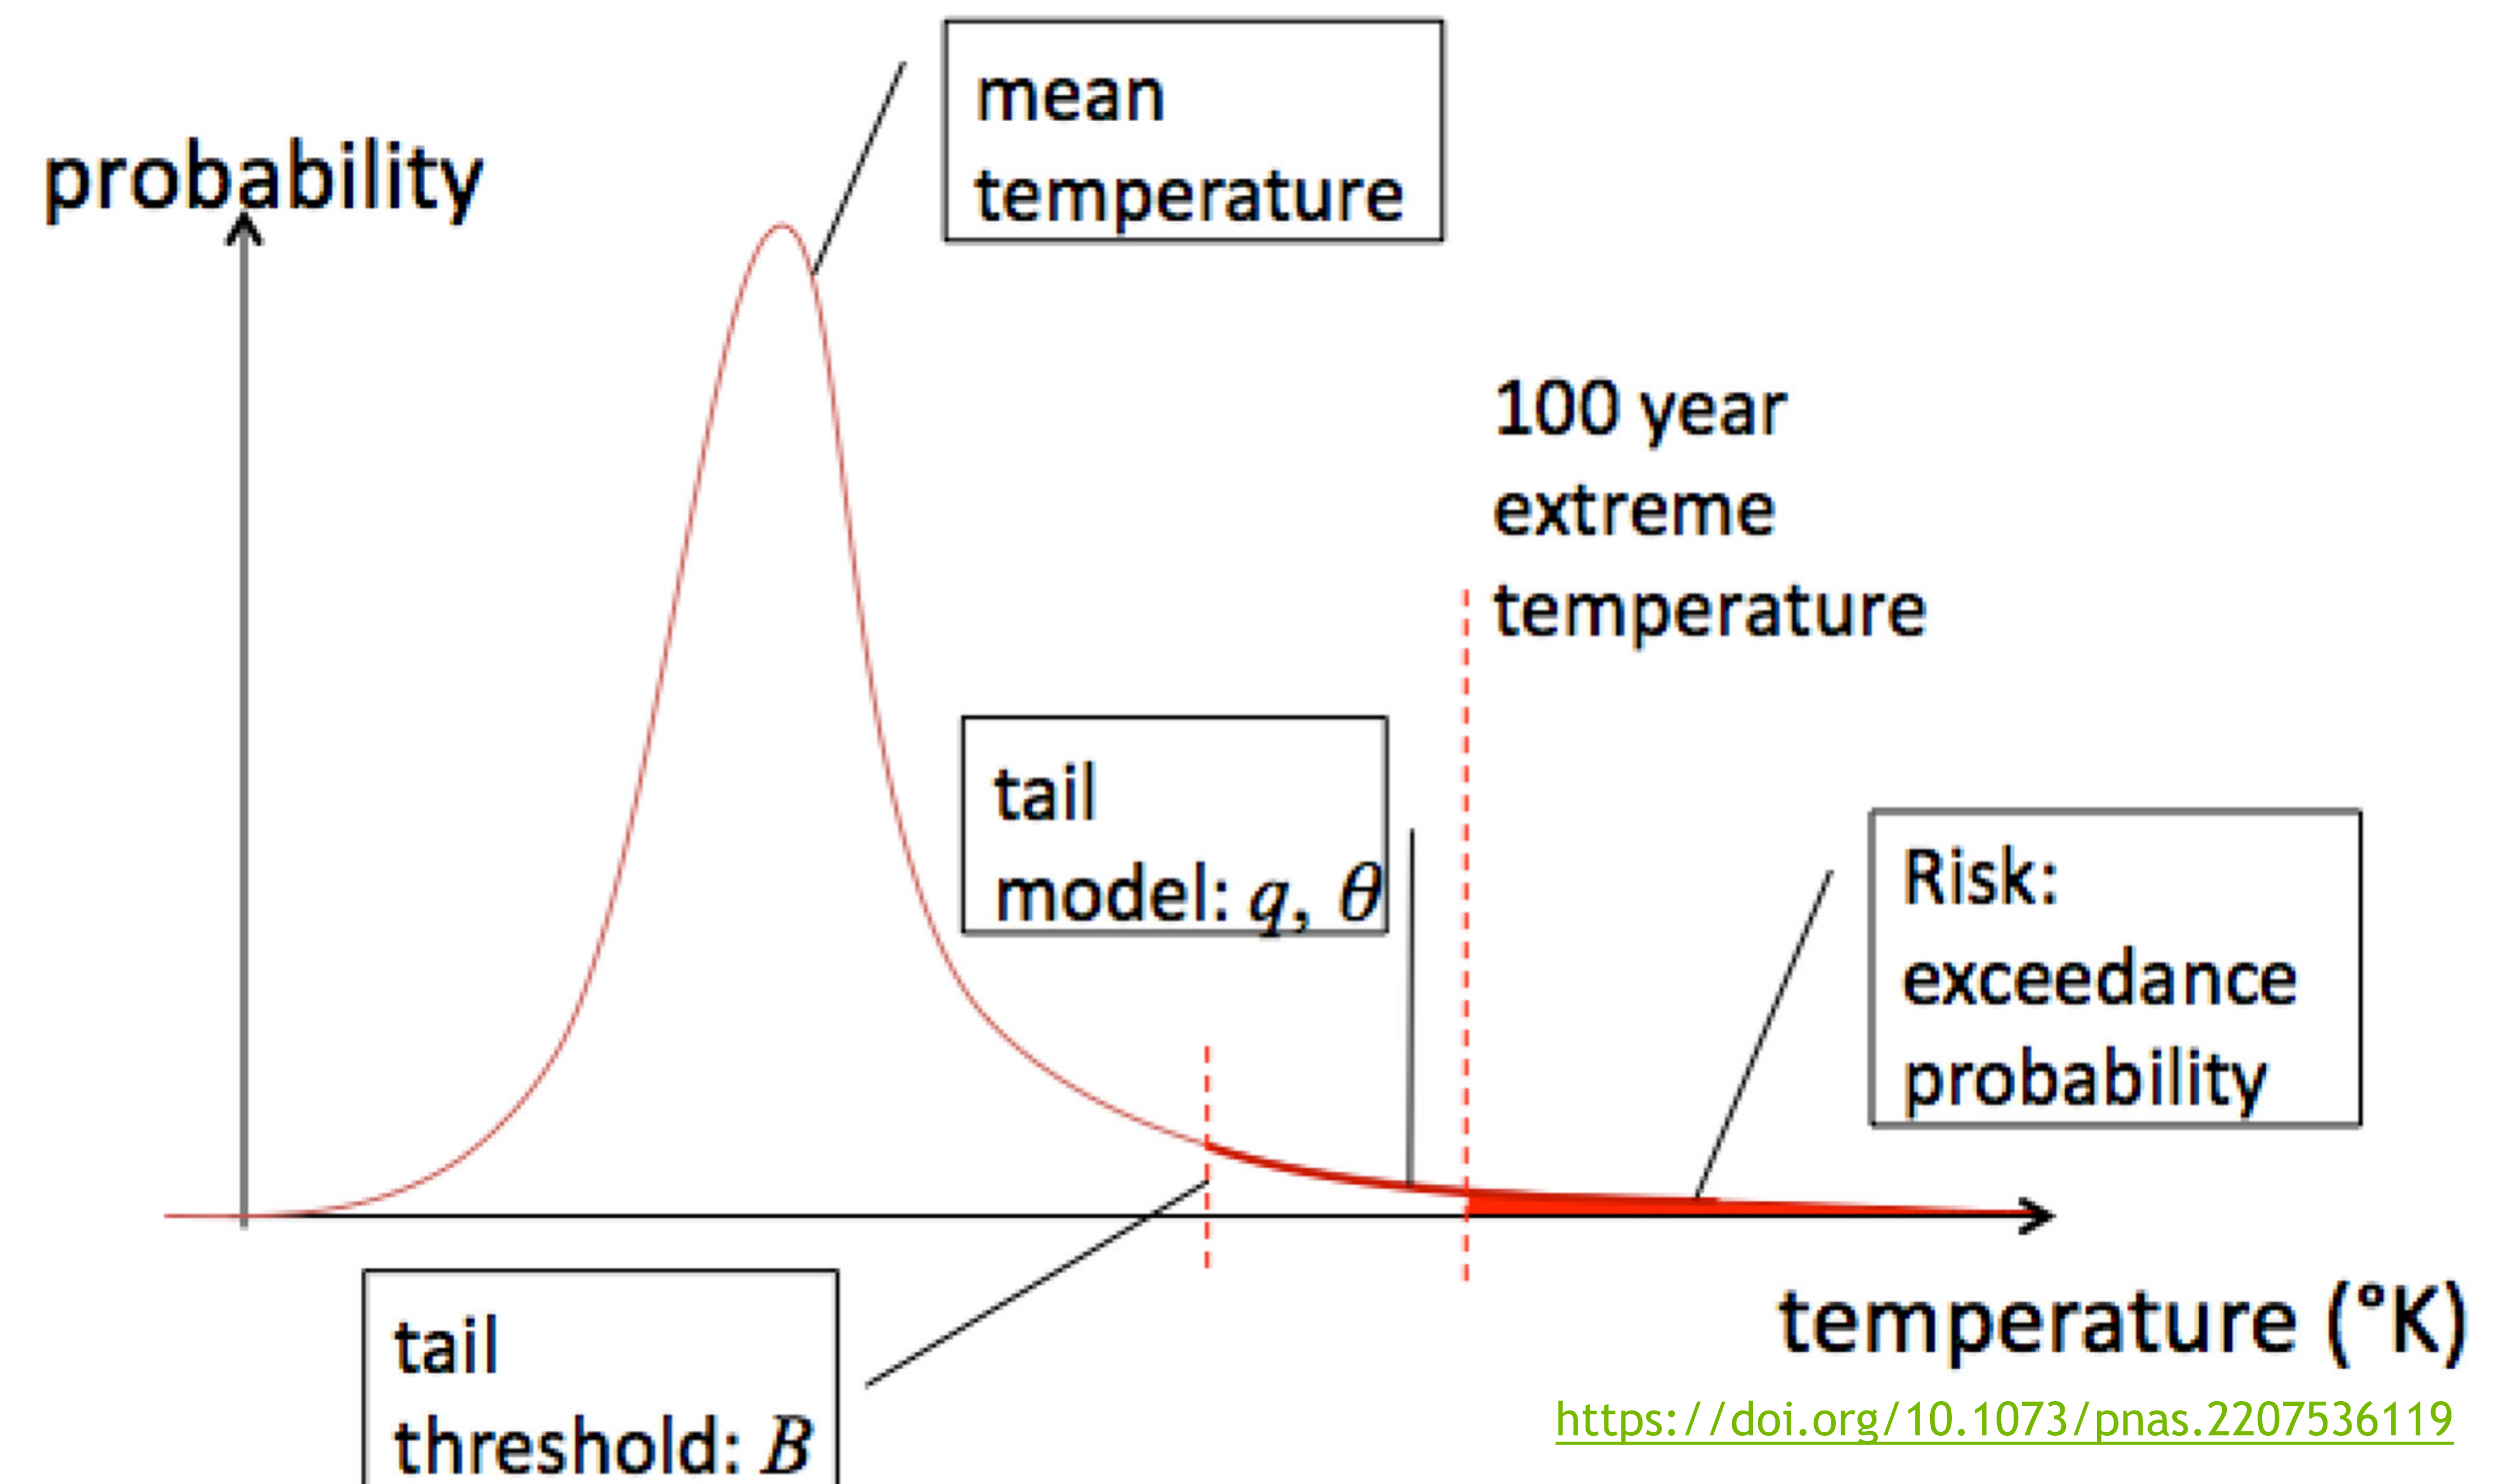 mean
temperature
probability
100 year
extreme
temperature
tail
model: q, θ
Risk:
exceedance
probability
temperature (°K)
tail
threshold: B
https://doi.org/10.1073/pnas.2207536119